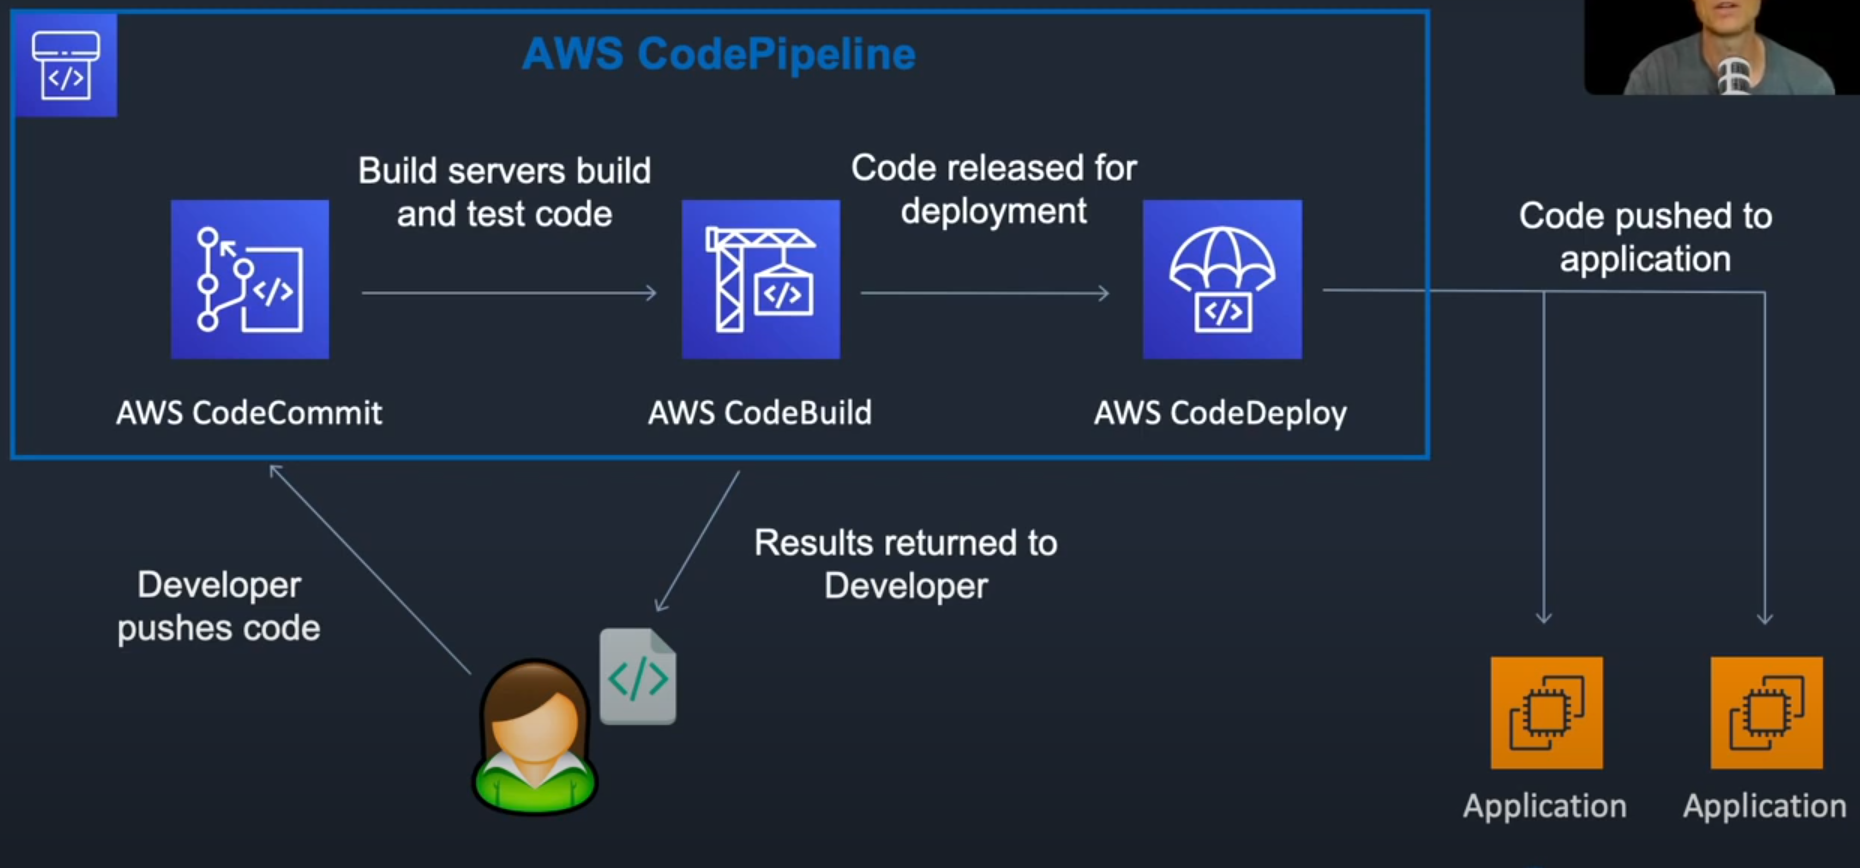 AWS CodePipeline
Build servers build
and test code
Code released for
deployment
Code pushed to
application
</>
</>
</>
</>
AWS CodeCommit
AWS CodeBuild
AWS CodeDeploy
Developer
pushes code
Results returned to
Developer
</>
Application
Application